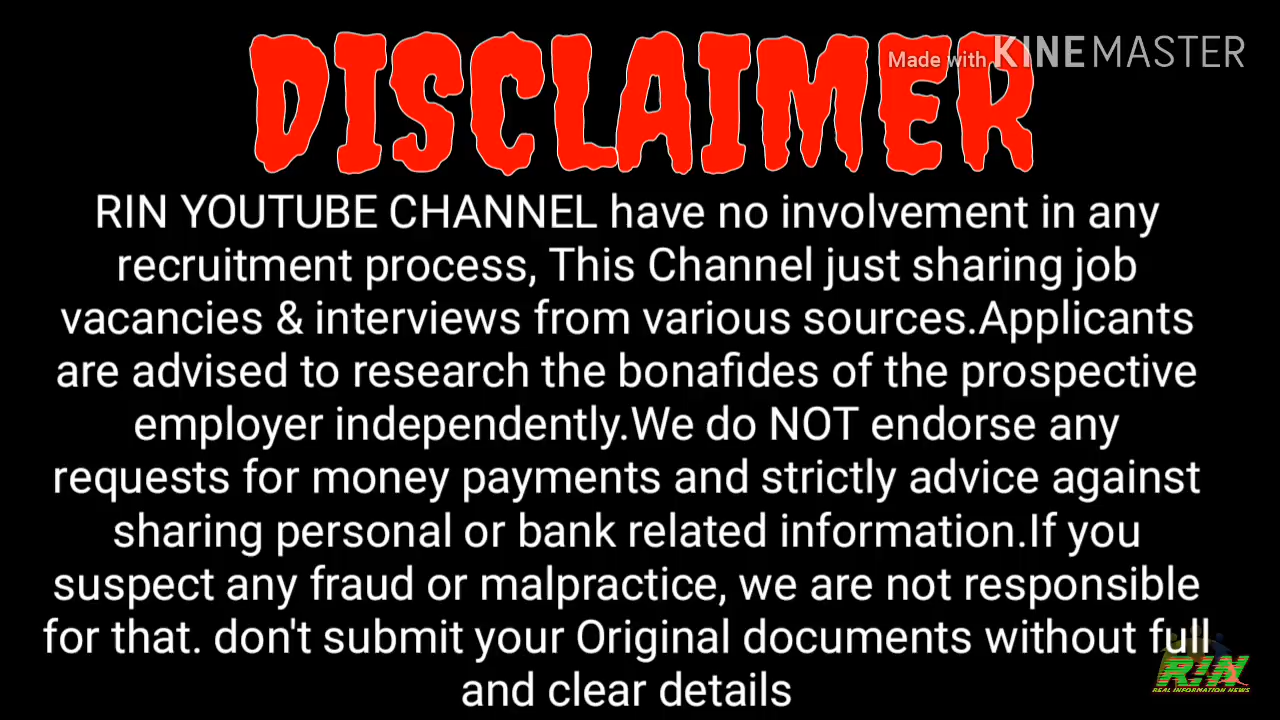 DISCLAIMER
Made with KINEMASTER
RIN YOUTUBE CHANNEL have no involvement in any
recruitment process, This Channel just sharing job
vacancies & interviews from various sources.Applicants
are advised to research the bonafides of the prospective
employer independently.We do NOT endorse any
requests for money payments and strictly advice against
sharing personal or bank related information.If you
suspect any fraud or malpractice, we are not responsible
for that. don't submit your Original documents without full
and clear details
RIN
REAL INFORMATION NEWS